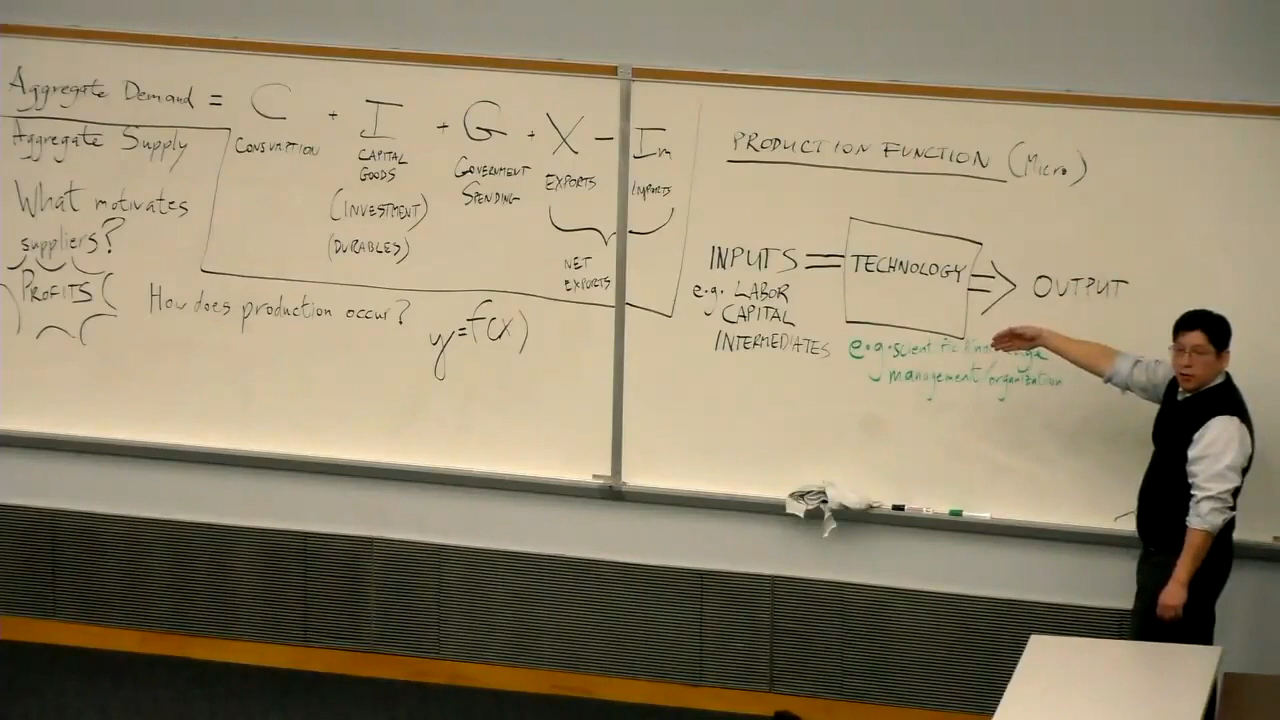 Aggregate Demand = C + I + G + X - Im
CONSUMPTION
CAPITAL
GOODS
(INVESTMENT)
(DURABLES)
GOVERNMENT
SPENDING
EXPORTS
IMPORTS
NET
EXPORTS
Aggregate Supply
What motivates
suppliers?
PROFITS
How does production occur?
y=f(x)
PRODUCTION FUNCTION (Micro)
INPUTS
TECHNOLOGY
OUTPUT
e.g. LABOR
CAPITAL
INTERMEDIATES
e.g. scientific
management/organization